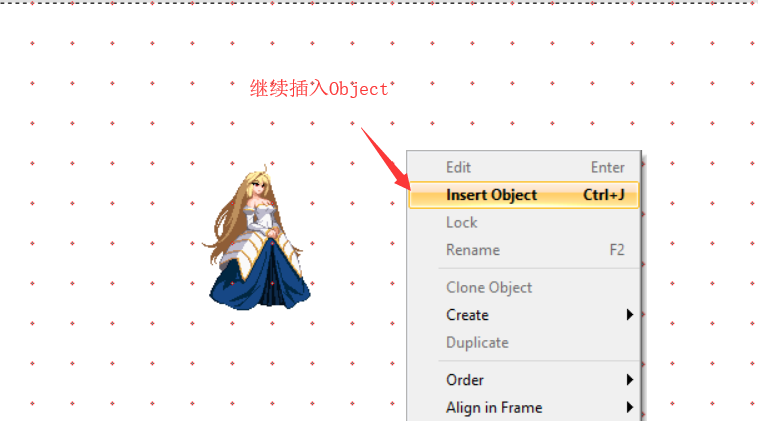 继续插入Object
Edit Enter
Insert Object Ctrl+J
Lock
Rename F2
Clone Object
Create
Duplicate
Order
Align in Frame